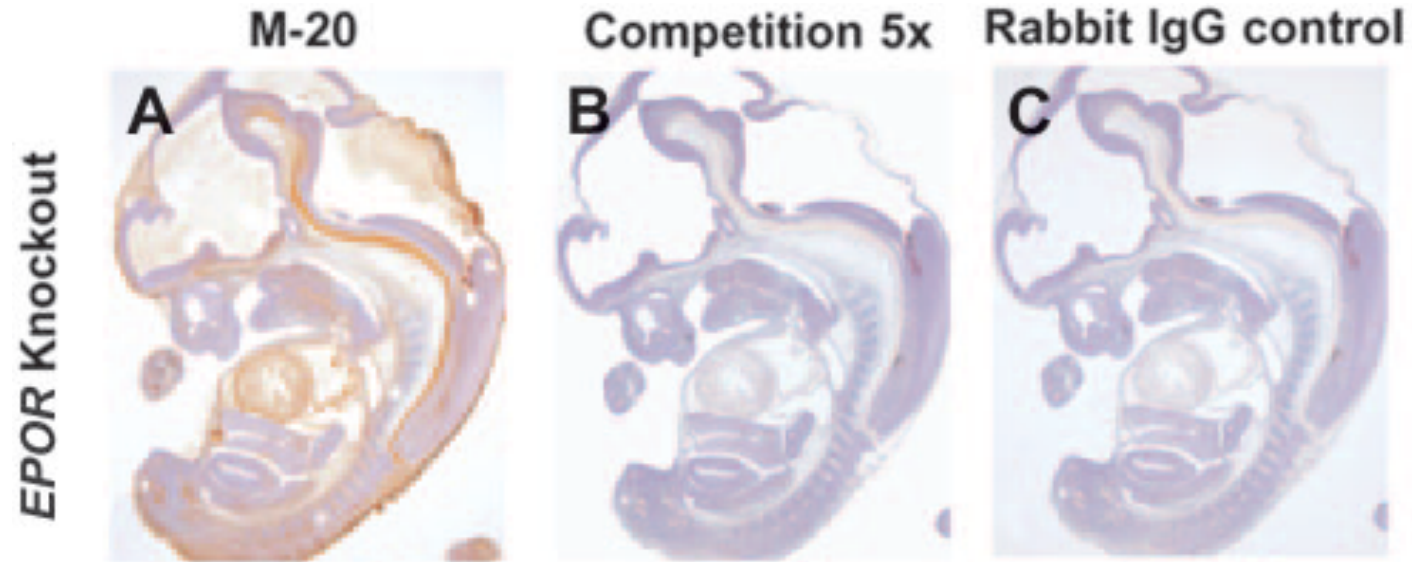 M-20
Competition 5x
Rabbit IgG control
A
B
C
EPOR Knockout